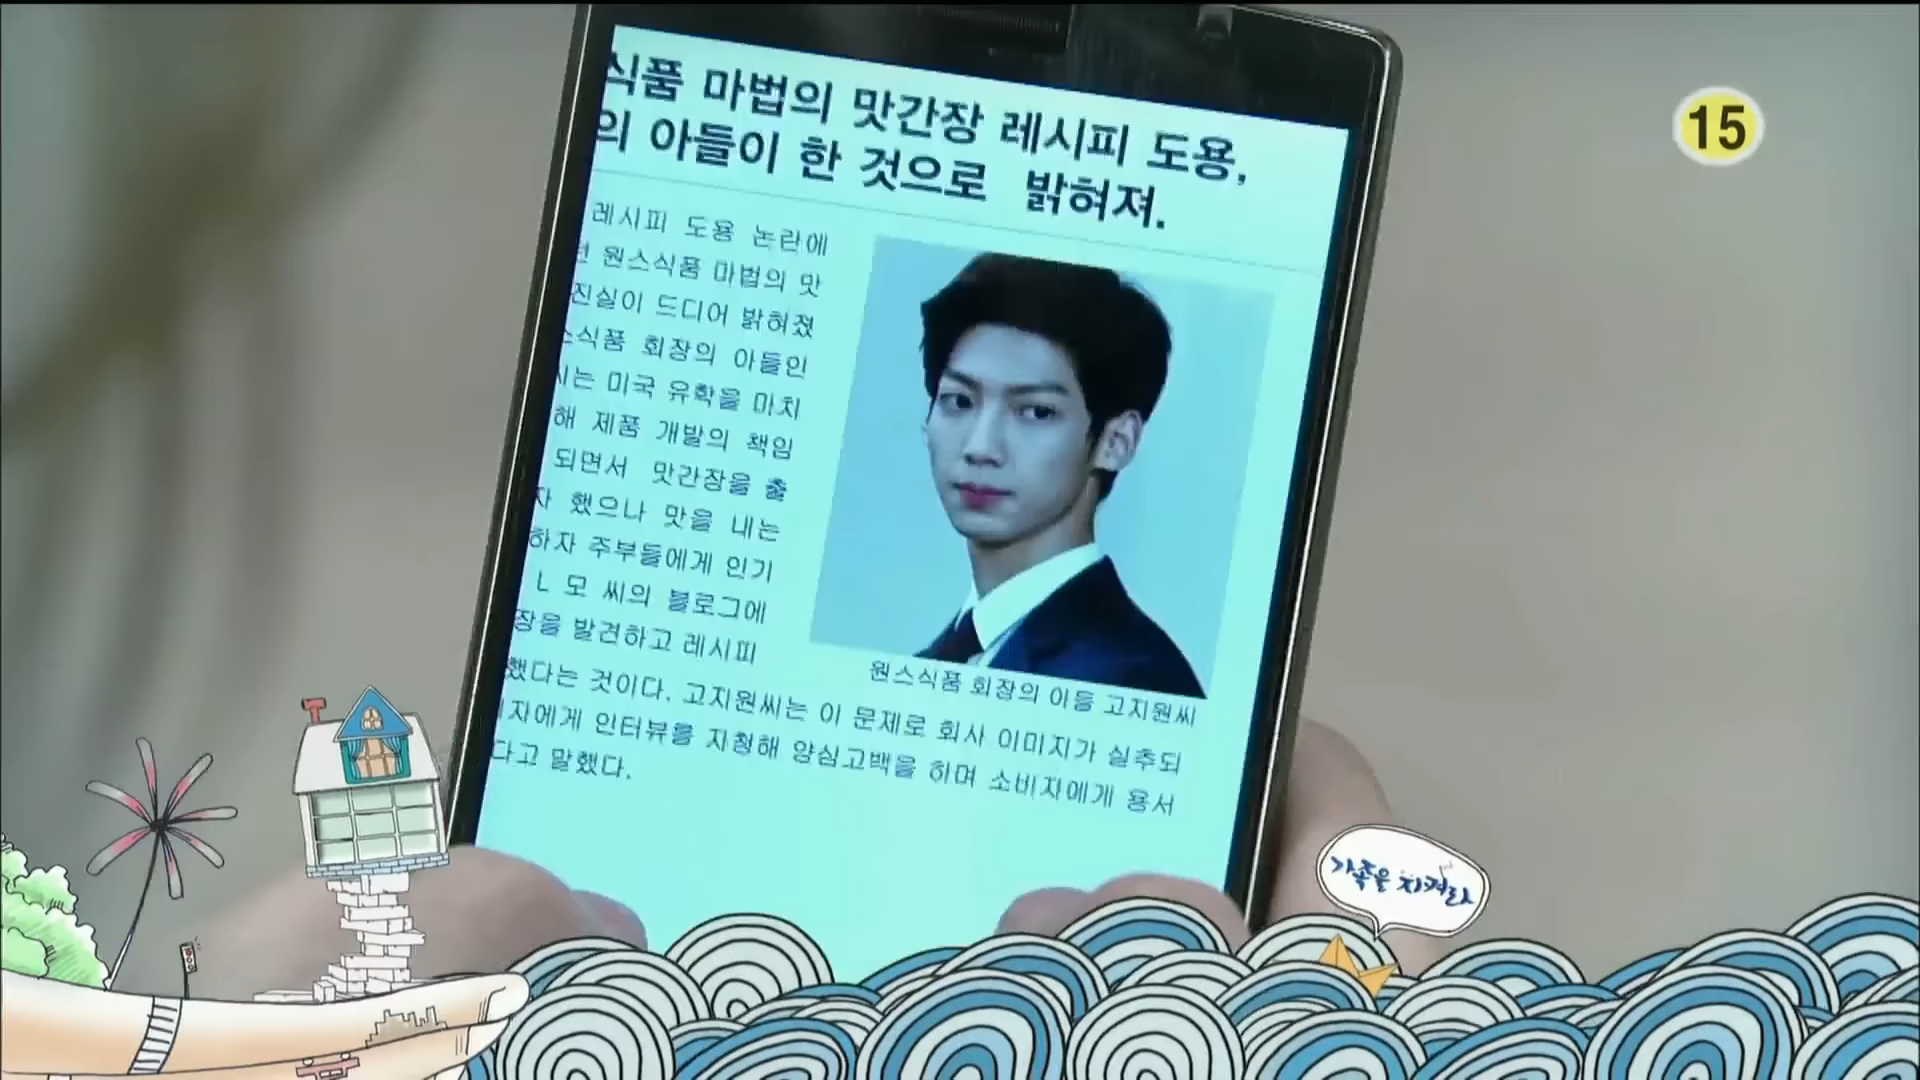 식품 마법의 맛간장 레시피 도용,
의 아들이 한 것으로 밝혀져.
레시피 도용 논란에
던 원스식품 마법의 맛
진실이 드디어 밝혀졌
스식품 회장의 아들인
씨는 미국 유학을 마치
해 제품 개발의 책임
되면서 맛간장을 출
자 했으나 맛을 내는
하자 주부들에게 인기
L 모 씨의 블로그에
장을 발견하고 레시피
했다는 것이다. 고지원씨는 이 문제로 회사 이미지가 실추되
자에게 인터뷰를 자청해 양심고백을 하며 소비자에게 용서
다고 말했다.
원스식품 회장의 아들 고지원씨
15
가족을 지켜라